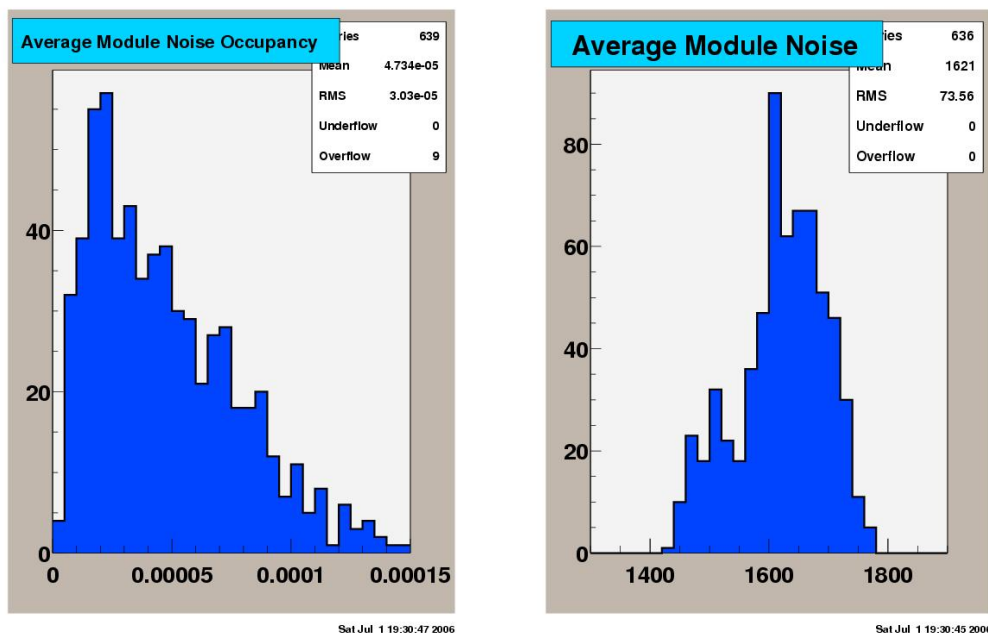 Average Module Noise Occupancy
ries 639
Mean 4.734e-05
RMS 3.03e-05
Underflow 0
Overflow 9
40
20
0
0 0.00005 0.0001 0.00015
Sat Jul 1 19:30:47 2006
Average Module Noise
ries 636
Mean 1621
RMS 73.56
Underflow 0
Overflow 0
80
60
40
20
0
1400 1600 1800
Sat Jul 1 19:30:45 2006